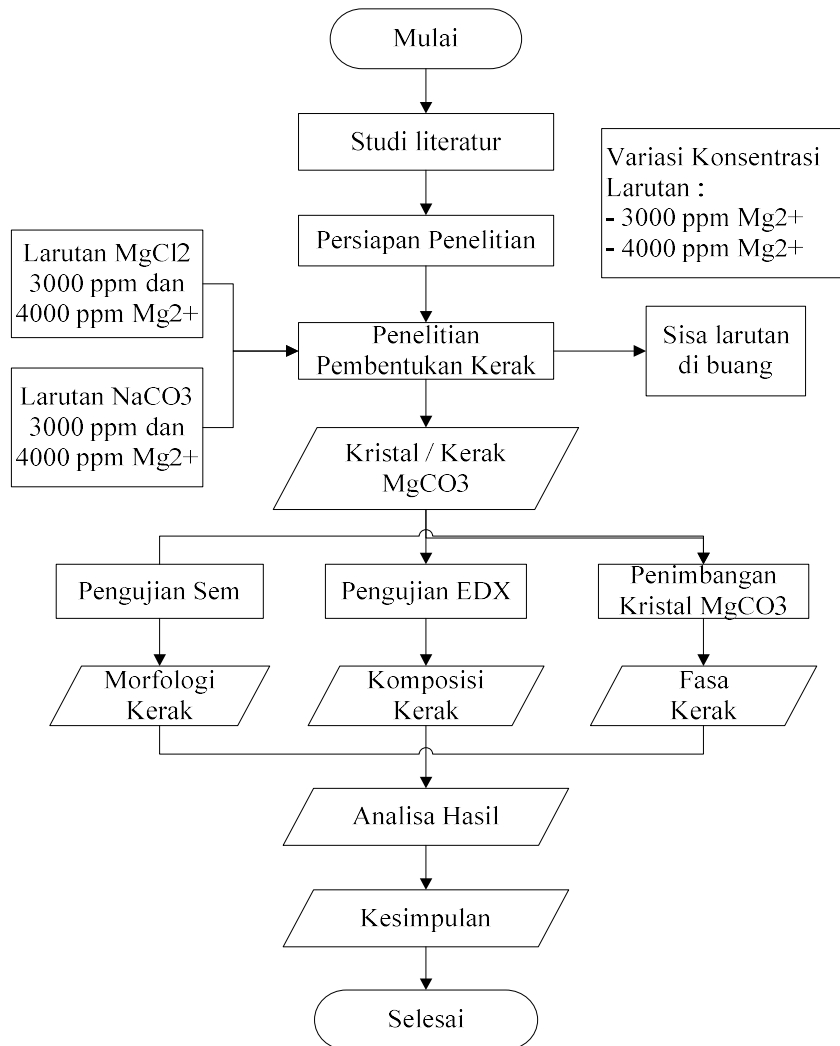 Mulai
Studi literatur
Variasi Konsentrasi
Larutan :
- 3000 ppm Mg2+
- 4000 ppm Mg2+
Persiapan Penelitian
Larutan MgCl2
3000 ppm dan
4000 ppm Mg2+
Penelitian
Pembentukan Kerak
Sisa larutan
di buang
Larutan NaCO3
3000 ppm dan
4000 ppm Mg2+
Kristal / Kerak
MgCO3
Pengujian Sem
Pengujian EDX
Penimbangan
Kristal MgCO3
Morfologi
Kerak
Komposisi
Kerak
Fasa
Kerak
Analisa Hasil
Kesimpulan
Selesai